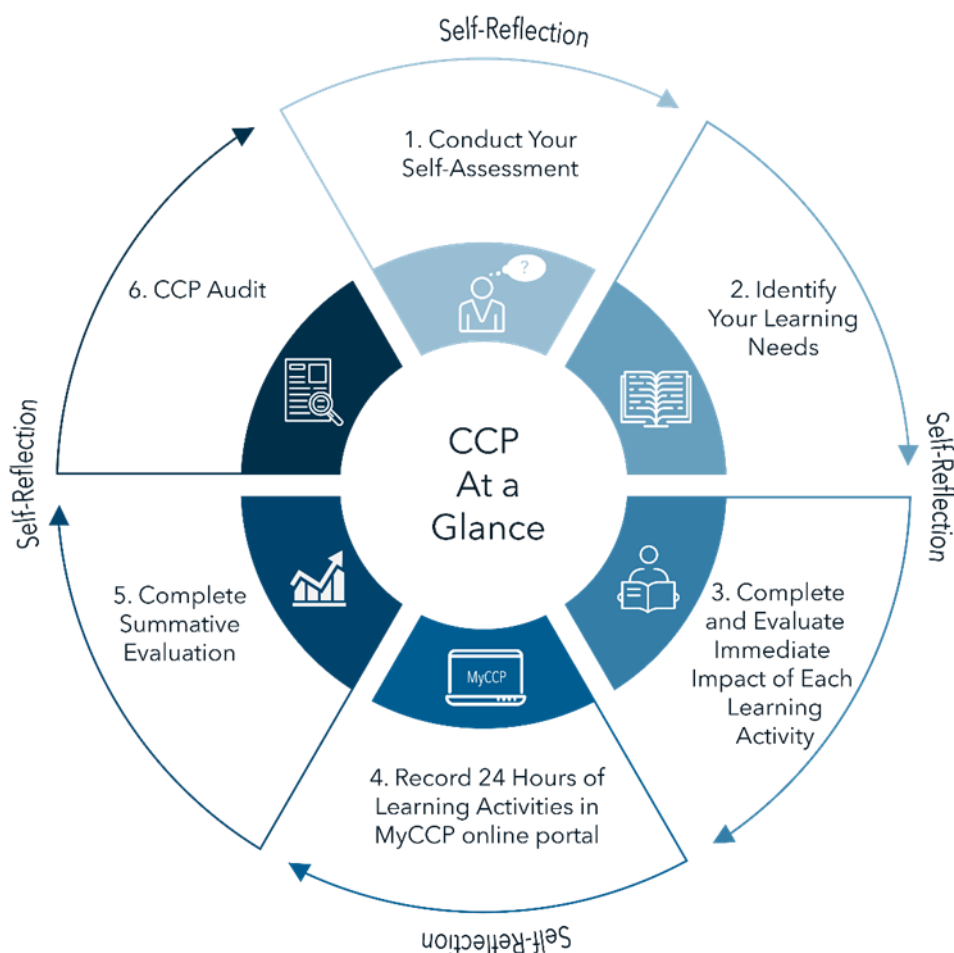 Self-Reflection
1. Conduct Your
Self-Assessment
?
2. Identify
Your Learning
Needs
Self-Reflection
3. Complete
and Evaluate
Immediate
Impact of Each
Learning
Activity
MyCCP
4. Record 24 Hours of
Learning Activities in
MyCCP online portal
Self-Reflection
5. Complete
Summative
Evaluation
Self-Reflection
6. CCP Audit
CCP
At a
Glance